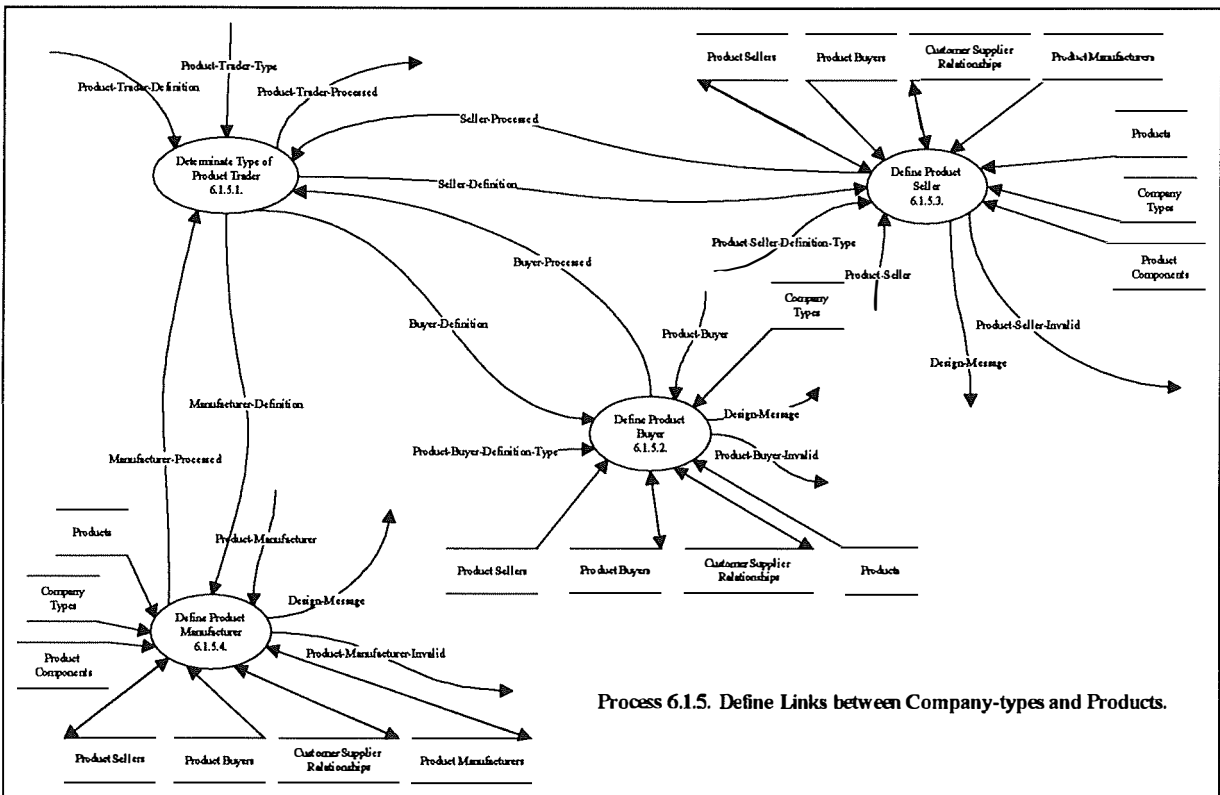 Product-Trader-Type
Product-Trader-Definition
Product-Trader-Processed
Determinate Type of
Product Trader
6.1.5.1.
Seller-Processed
Seller-Definition
Product Sellers
Product Buyers
Customer Supplier
Relationships
Product Manufacturers
Products
Company
Types
Product
Components
Define Product
Seller
6.1.5.3.
Product-Seller-Definition-Type
Product-Seller
Product-Seller-Invalid
Design-Message
Buyer-Processed
Buyer-Definition
Product-Buyer
Company
Types
Define Product
Buyer
6.1.5.2.
Design-Message
Product-Buyer-Invalid
Product-Buyer-Definition-Type
Product Sellers
Product Buyers
Customer Supplier
Relationships
Products
Manufacturer-Definition
Manufacturer-Processed
Products
Company
Types
Product
Components
Product-Manufacturer
Design-Message
Define Product
Manufacturer
6.1.5.4.
Product-Manufacturer-Invalid
Product Sellers
Product Buyers
Customer Supplier
Relationships
Product Manufacturers
Process 6.1.5. Define Links between Company-types and Products.